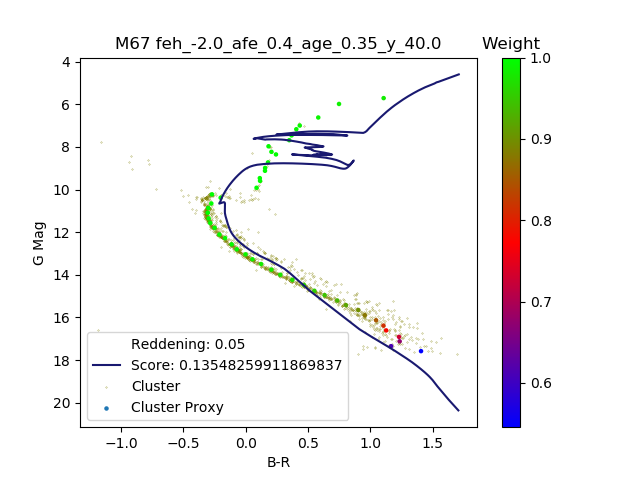 M67 feh_-2.0_afe_0.4_age_0.35_y_40.0
Weight
4
6
8
10
12
14
16
18
20
G Mag
−1.0
−0.5
0.0
0.5
1.0
1.5
B-R
Reddening: 0.05
Score: 0.13548259911869837
Cluster
Cluster Proxy
1.0
0.9
0.8
0.7
0.6